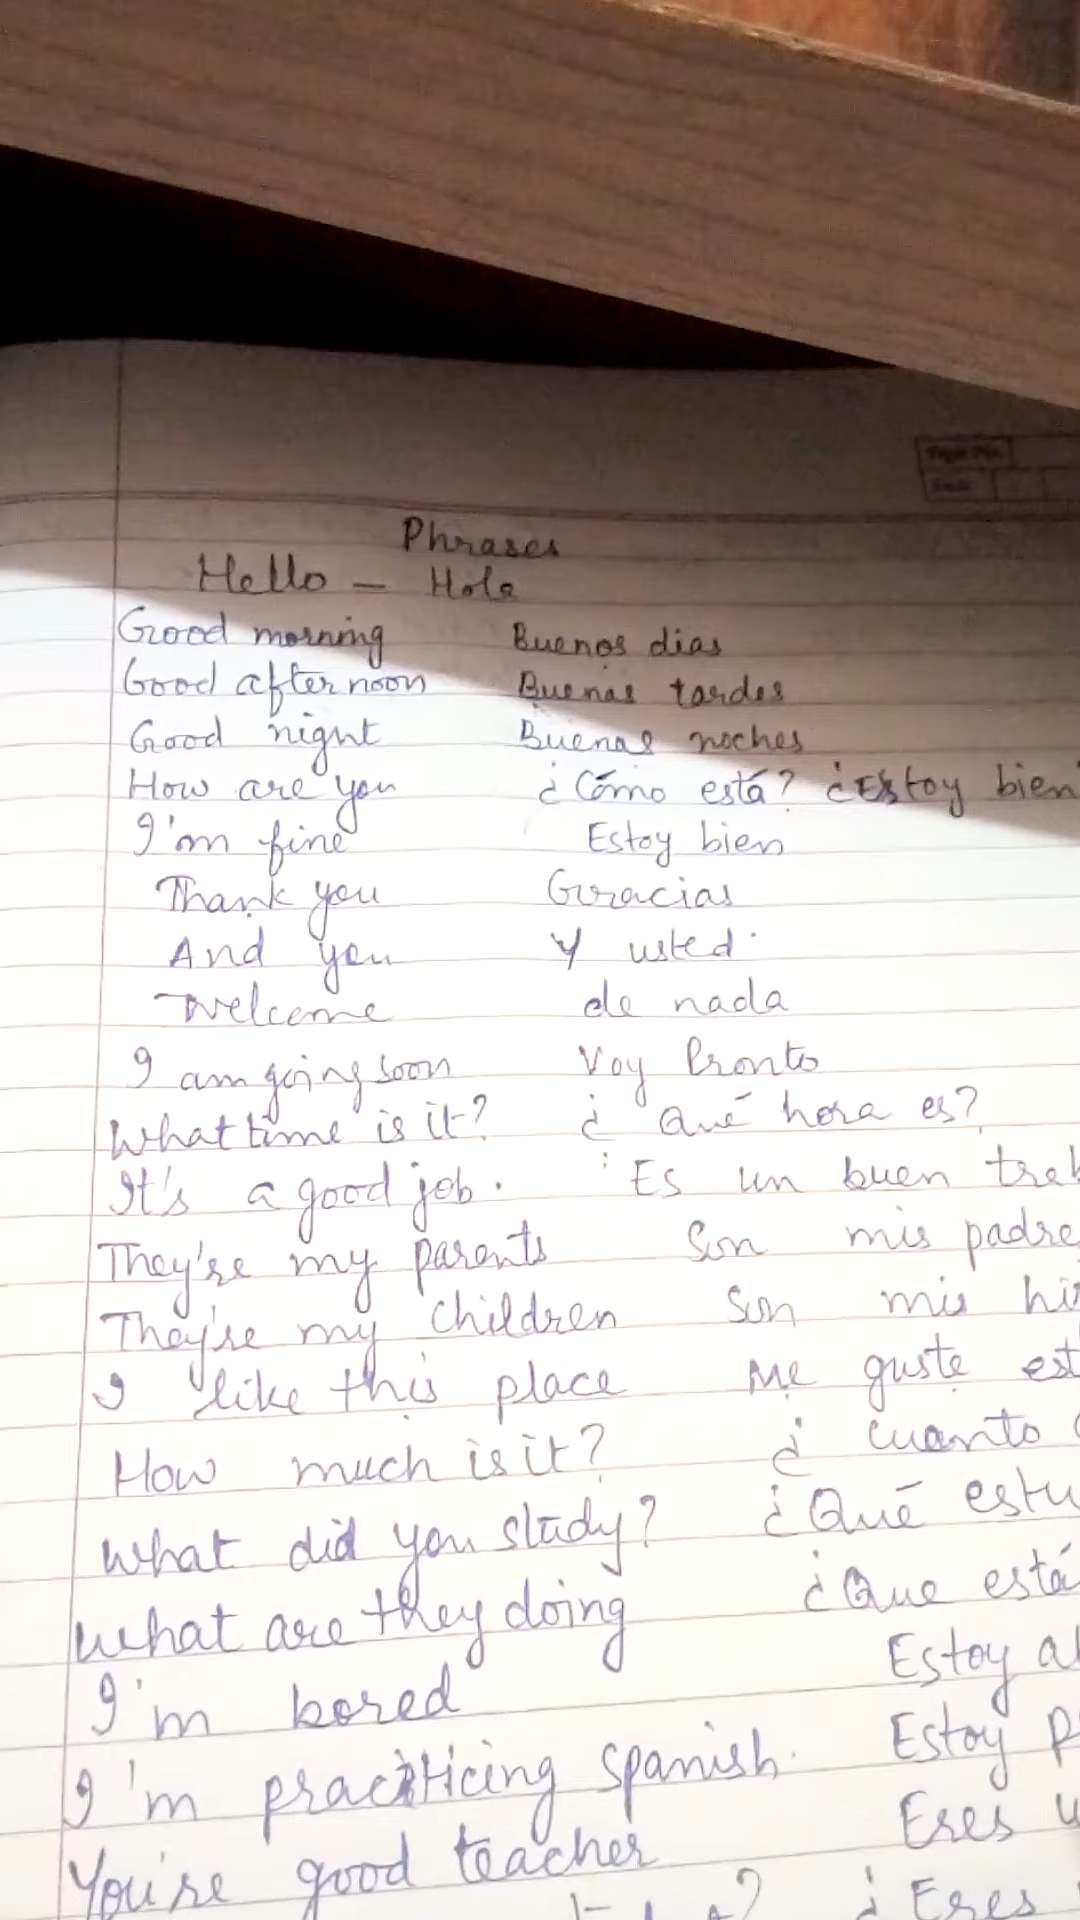 Phrases
Hello — Hola
Good morning Buenos dias
Good afternoon Buenas tardes
Good night Buenas noches
How are you ¿Cómo está? ¿Estoy bien
I'm fine Estoy bien
Thank you Gracias
And you Y usted.
Welcome de nada
I am going soon Voy Pronto
What time is it? ¿ Qué hora es?
It's a good job. Es un buen
They're my parents Son mis padre
They're my children Son mis
I like this place Me guste
How much is it? ¿ cuanto
What did you study? ¿ Qué
What are they doing ¿ Que
I'm bored Estoy
I'm practicing Spanish. Estoy
You're good teacher Eres
¿ Eres